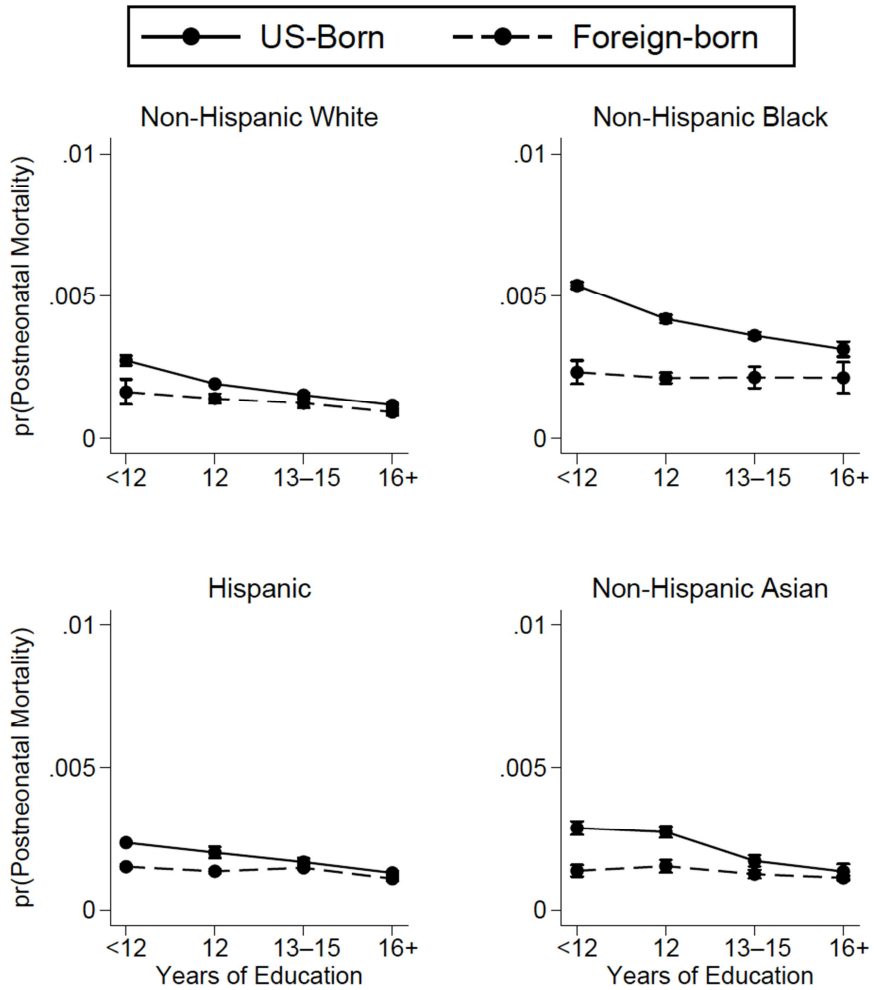 US-Born Foreign-born
Non-Hispanic White
pr(Postneonatal Mortality)
.01
.005
0
<12 12 13–15 16+
Non-Hispanic Black
.01
.005
0
<12 12 13–15 16+
Hispanic
pr(Postneonatal Mortality)
.01
.005
0
<12 12 13–15 16+
Years of Education
Non-Hispanic Asian
.01
.005
0
<12 12 13–15 16+
Years of Education